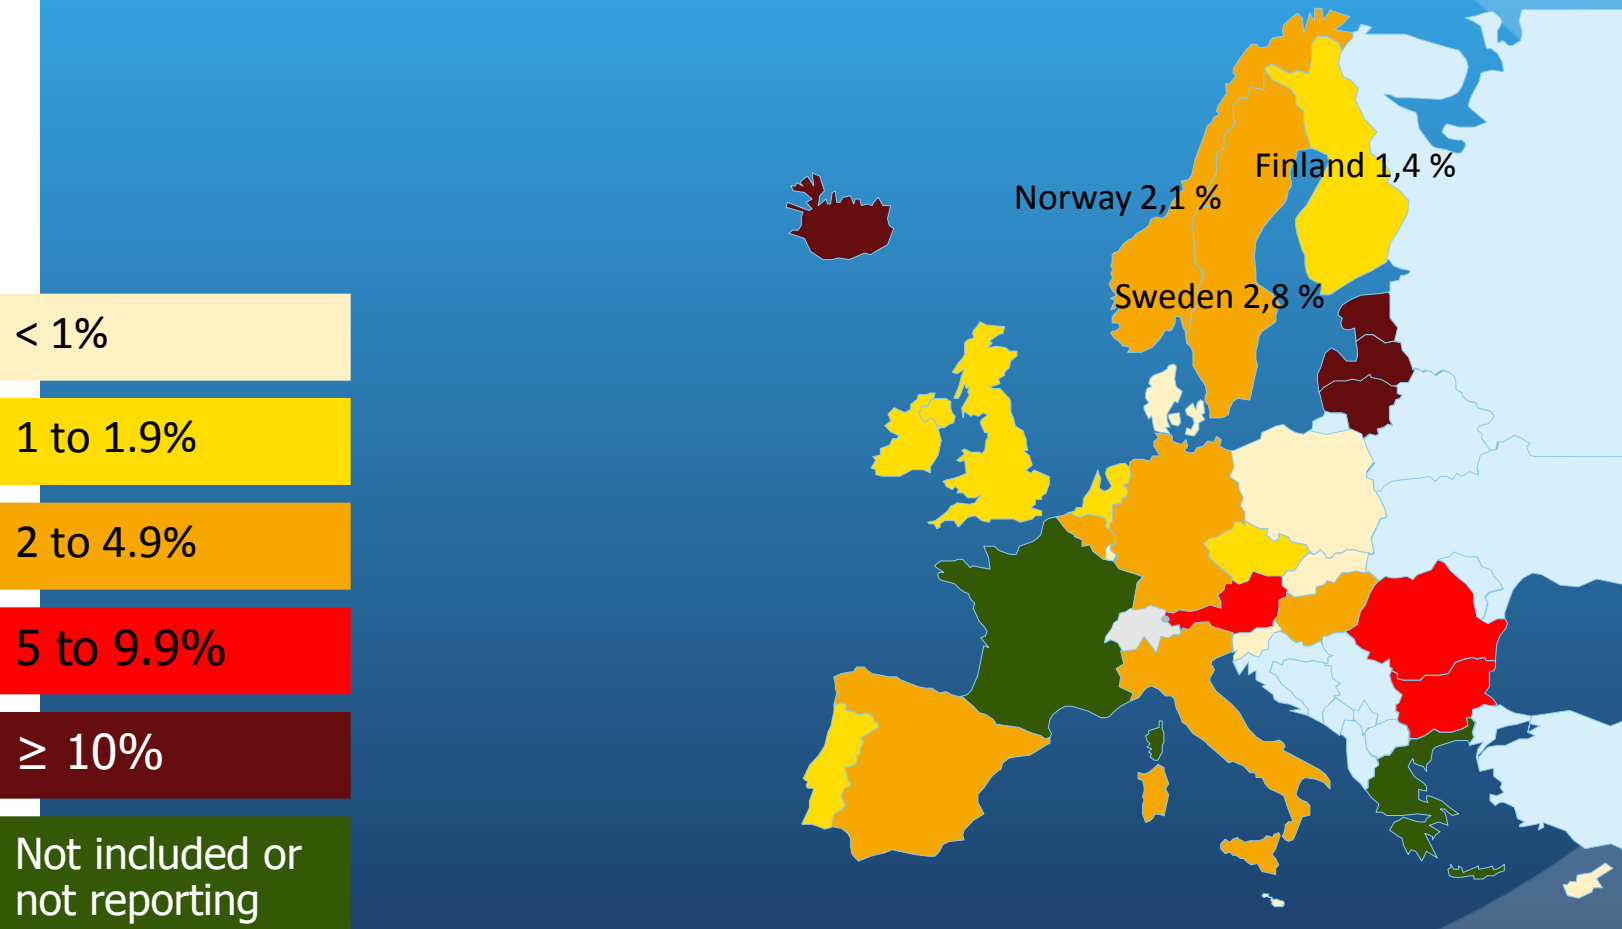 Finland 1,4 %
Norway 2,1 %
Sweden 2,8 %
< 1%
1 to 1.9%
2 to 4.9%
5 to 9.9%
≥ 10%
Not included or
not reporting